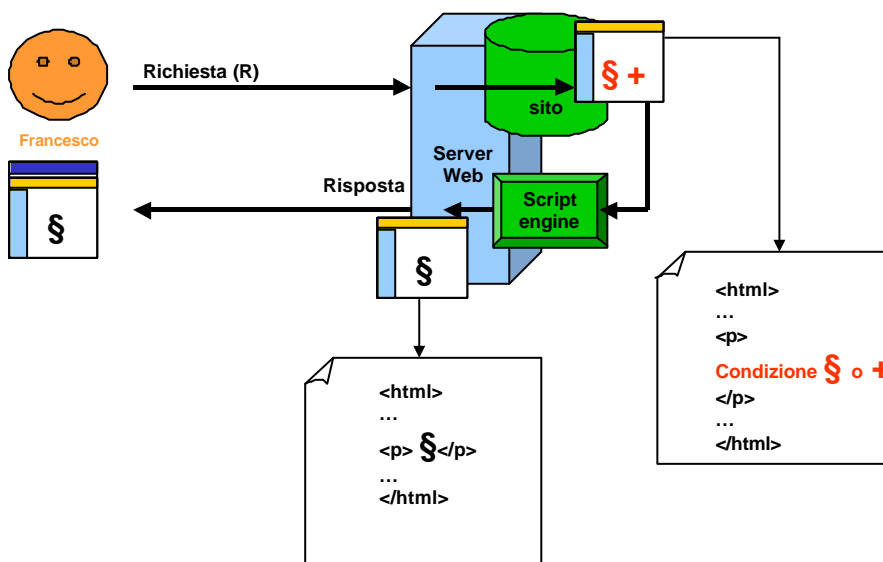 Richiesta (R)
§ +
sito
Francesco
Server
Web
Risposta
Script
engine
§
§
<html>
…
<p>
Condizione § o +
</p>
…
</html>
<html>
…
<p> §</p>
…
</html>